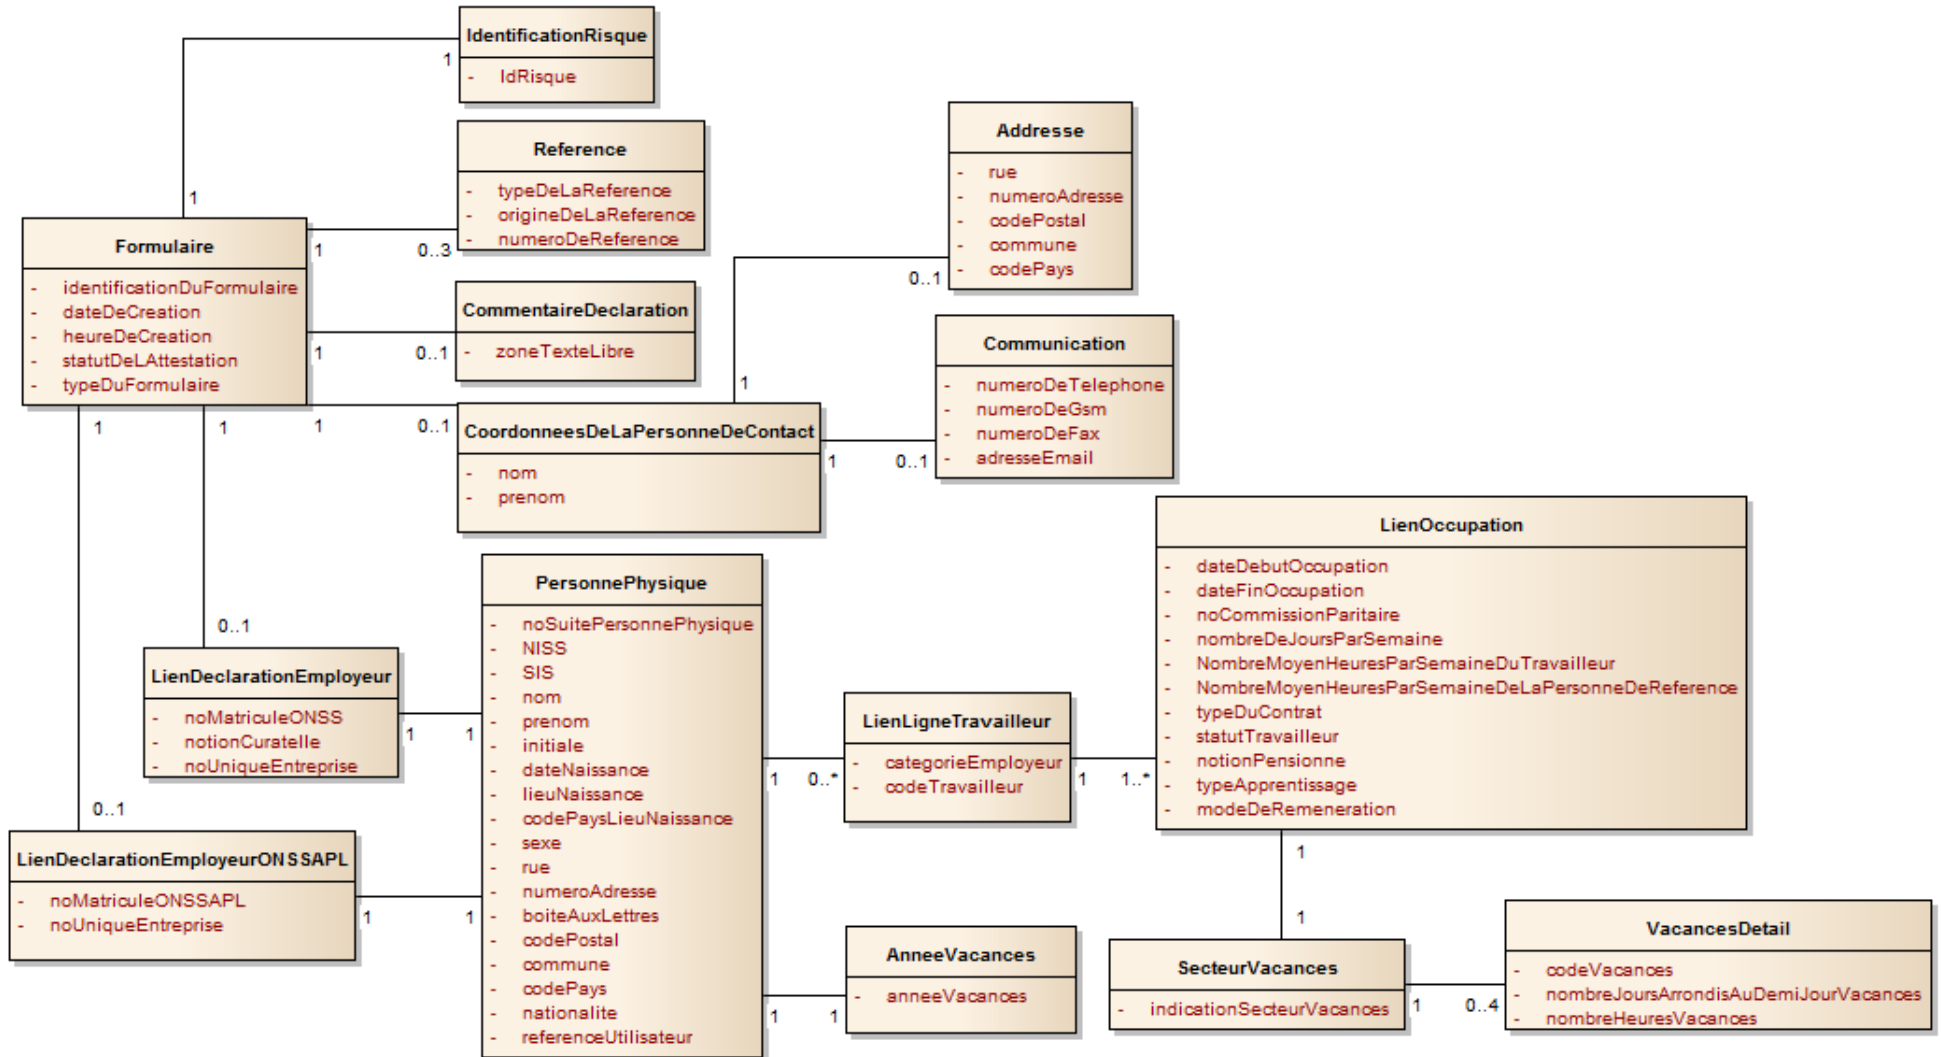 IdentificationRisque
- IdRisque
1
1
Reference
- typeDeLaReference
- origineDeLaReference
- numeroDeReference
1
0..3
Formulaire
- identificationDuFormulaire
- dateDeCreation
- heureDeCreation
- statutDeLAttestation
- typeDuFormulaire
CommentaireDeclaration
- zoneTexteLibre
1
0..1
Addresse
- rue
- numeroAdresse
- codePostal
- commune
- codePays
0..1
1
Communication
- numeroDeTelephone
- numeroDeGsm
- numeroDeFax
- adresseEmail
1
0..1
CoordonneesDeLaPersonneDeContact
- nom
- prenom
1
1
1
0..1
LienOccupation
- dateDebutOccupation
- dateFinOccupation
- noCommissionParitaire
- nombreDeJoursParSemaine
- NombreMoyenHeuresParSemaineDuTravailleur
- NombreMoyenHeuresParSemaineDeLaPersonneDeReference
- typeDuContrat
- statutTravailleur
- notionPensionne
- typeApprentissage
- modeDeRemeneration
PersonnePhysique
- noSuitePersonnePhysique
- NISS
- SIS
- nom
- prenom
- initiale
- dateNaissance
- lieuNaissance
- codePaysLieuNaissance
- sexe
- rue
- numeroAdresse
- boiteAuxLettres
- codePostal
- commune
- codePays
- nationalite
- referenceUtilisateur
0..1
LienDeclarationEmployeur
- noMatriculeONSS
- notionCuratelle
- noUniqueEntreprise
1
1
LienLigneTravailleur
- categorieEmployeur
- codeTravailleur
1
0..*
1
1..*
0..1
LienDeclarationEmployeurONSSAPL
- noMatriculeONSSAPL
- noUniqueEntreprise
1
1
AnneeVacances
- anneeVacances
1
1
1
1
SecteurVacances
- indicationSecteurVacances
1
0..4
VacancesDetail
- codeVacances
- nombreJoursArrondisAuDemiJourVacances
- nombreHeuresVacances